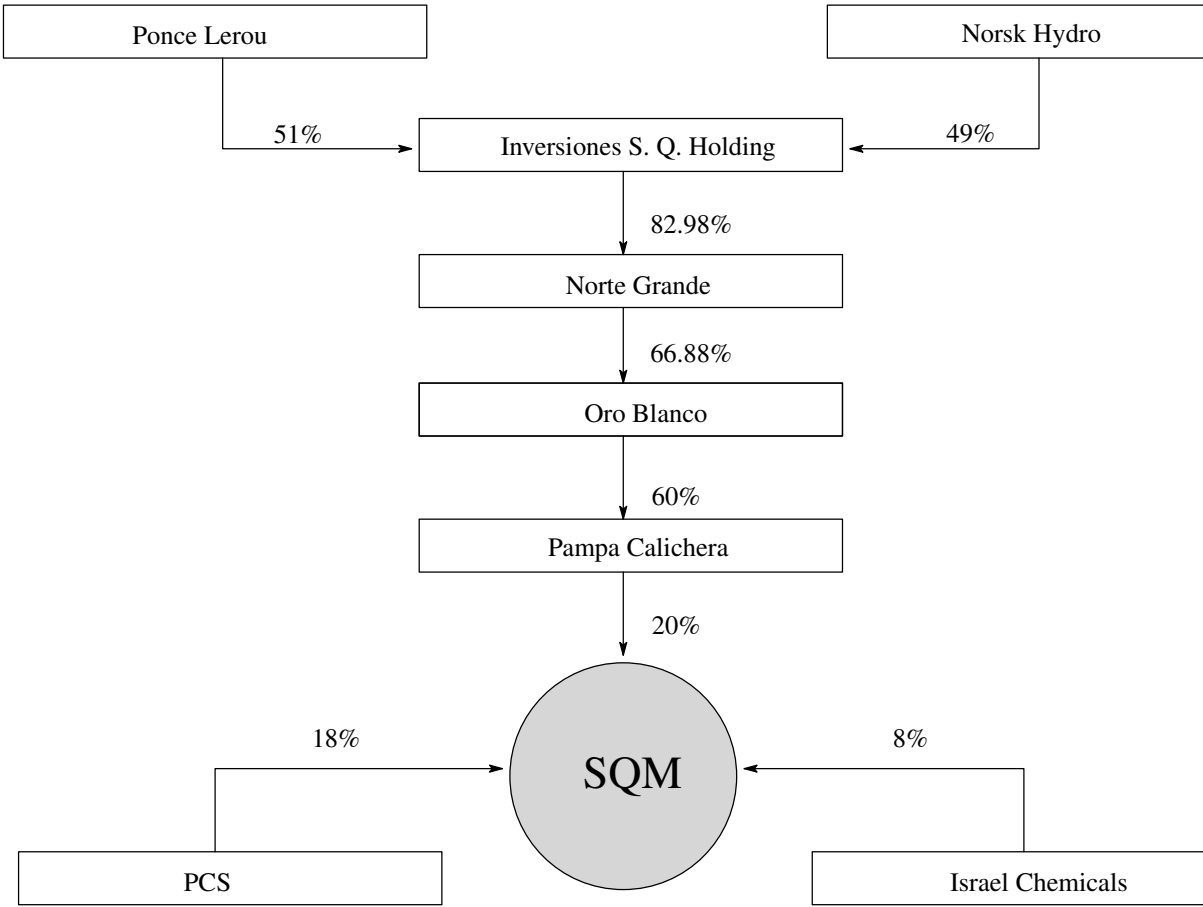 Ponce Lerou
Norsk Hydro
51%
49%
Inversiones S. Q. Holding
82.98%
Norte Grande
66.88%
Oro Blanco
60%
Pampa Calichera
20%
18%
8%
SQM
PCS
Israel Chemicals